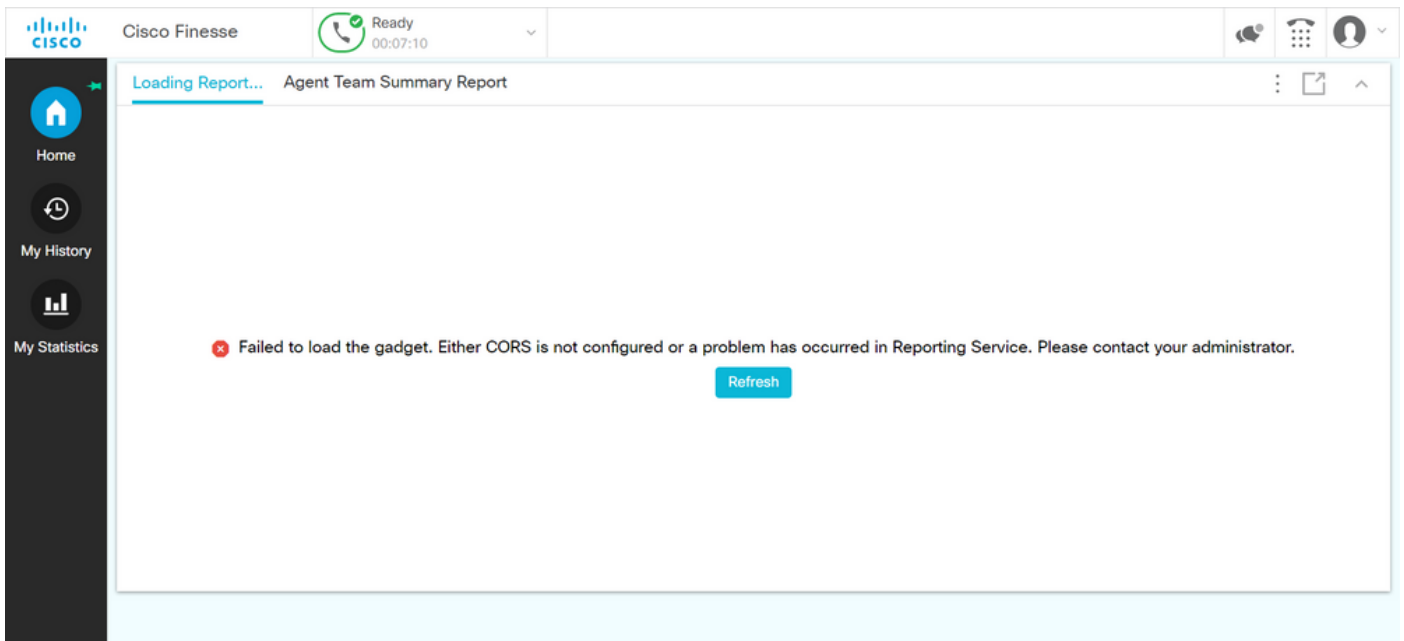 CISCO
Cisco Finesse
Ready
00:07:10
Loading Report...
Agent Team Summary Report
Home
My History
My Statistics
Failed to load the gadget. Either CORS is not configured or a problem has occurred in Reporting Service. Please contact your administrator.
Refresh